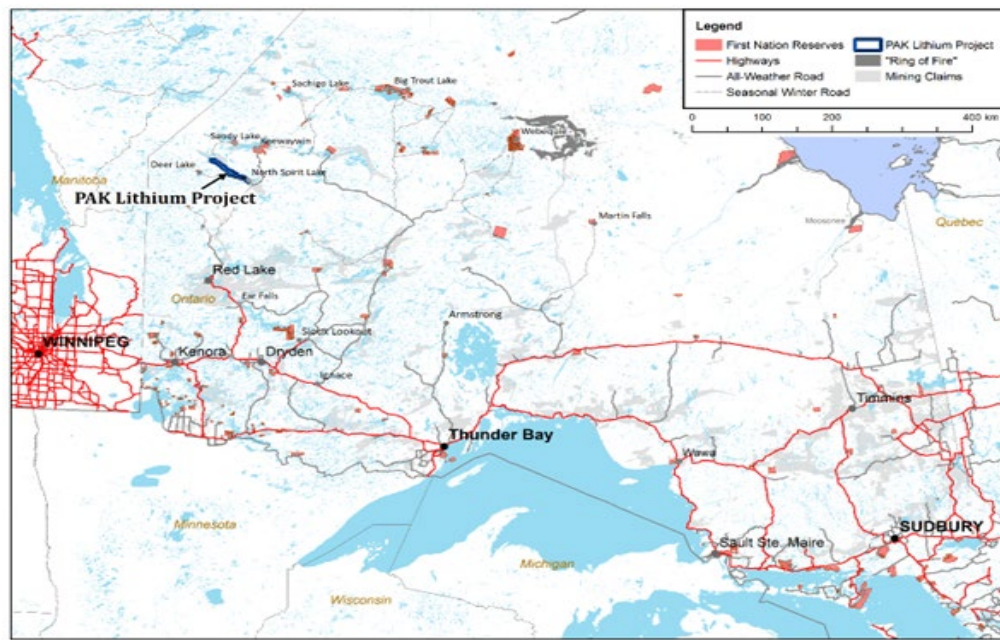 Legend
First Nation Reserves
Highways
All-Weather Road
Seasonal Winter Road
PAK Lithium Project
"Ring of Fire"
Mining Claims
0 100 200 400 km
Sachigo Lake
Big Trout Lake
Webequie
Sandy Lake
Keewaywin
Deer Lake
North Spirit Lake
Manitoba
PAK Lithium Project
Martin Falls
Moosonee
Quebec
Red Lake
Ontario
Ear Falls
Armstrong
Sioux Lookout
WINNIPEG
Kenora
Dryden
Ignace
Timmins
Thunder Bay
Wawa
Minnesota
SUDBURY
Sault Ste. Maire
Michigan
Wisconsin